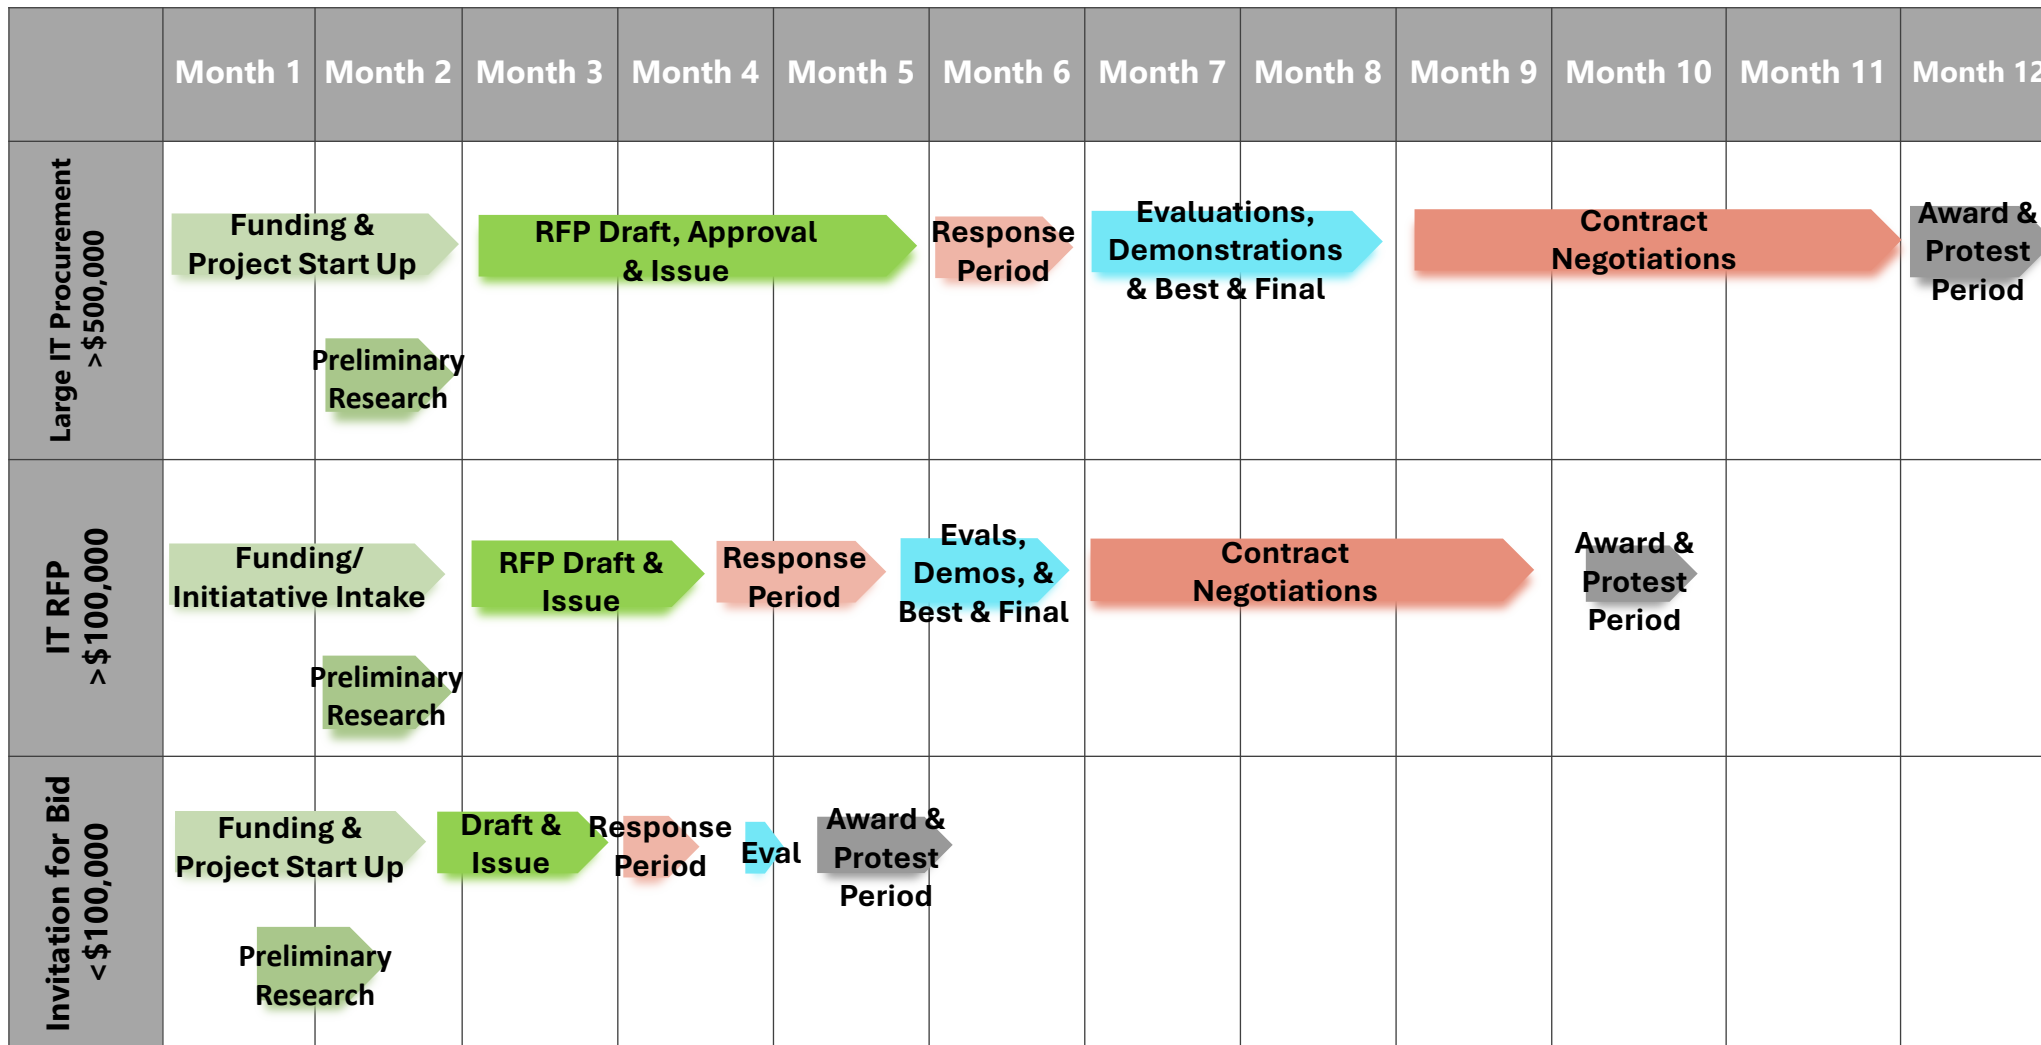 Month 1 Month 2 Month 3 Month 4 Month 5 Month 6 Month 7 Month 8 Month 9 Month 10 Month 11 Month 12
Large IT Procurement
>$500,000
Funding &
Project Start Up
Preliminary
Research
RFP Draft, Approval
& Issue
Response
Period
Evaluations,
Demonstrations
& Best & Final
Contract
Negotiations
Award &
Protest
Period
IT RFP
>$100,000
Funding/
Initiatative Intake
Preliminary
Research
RFP Draft &
Issue
Response
Period
Evals,
Demos, &
Best & Final
Contract
Negotiations
Award &
Protest
Period
Invitation for Bid
<$100,000
Funding &
Project Start Up
Preliminary
Research
Draft &
Issue
Response
Period
Eval
Award &
Protest
Period